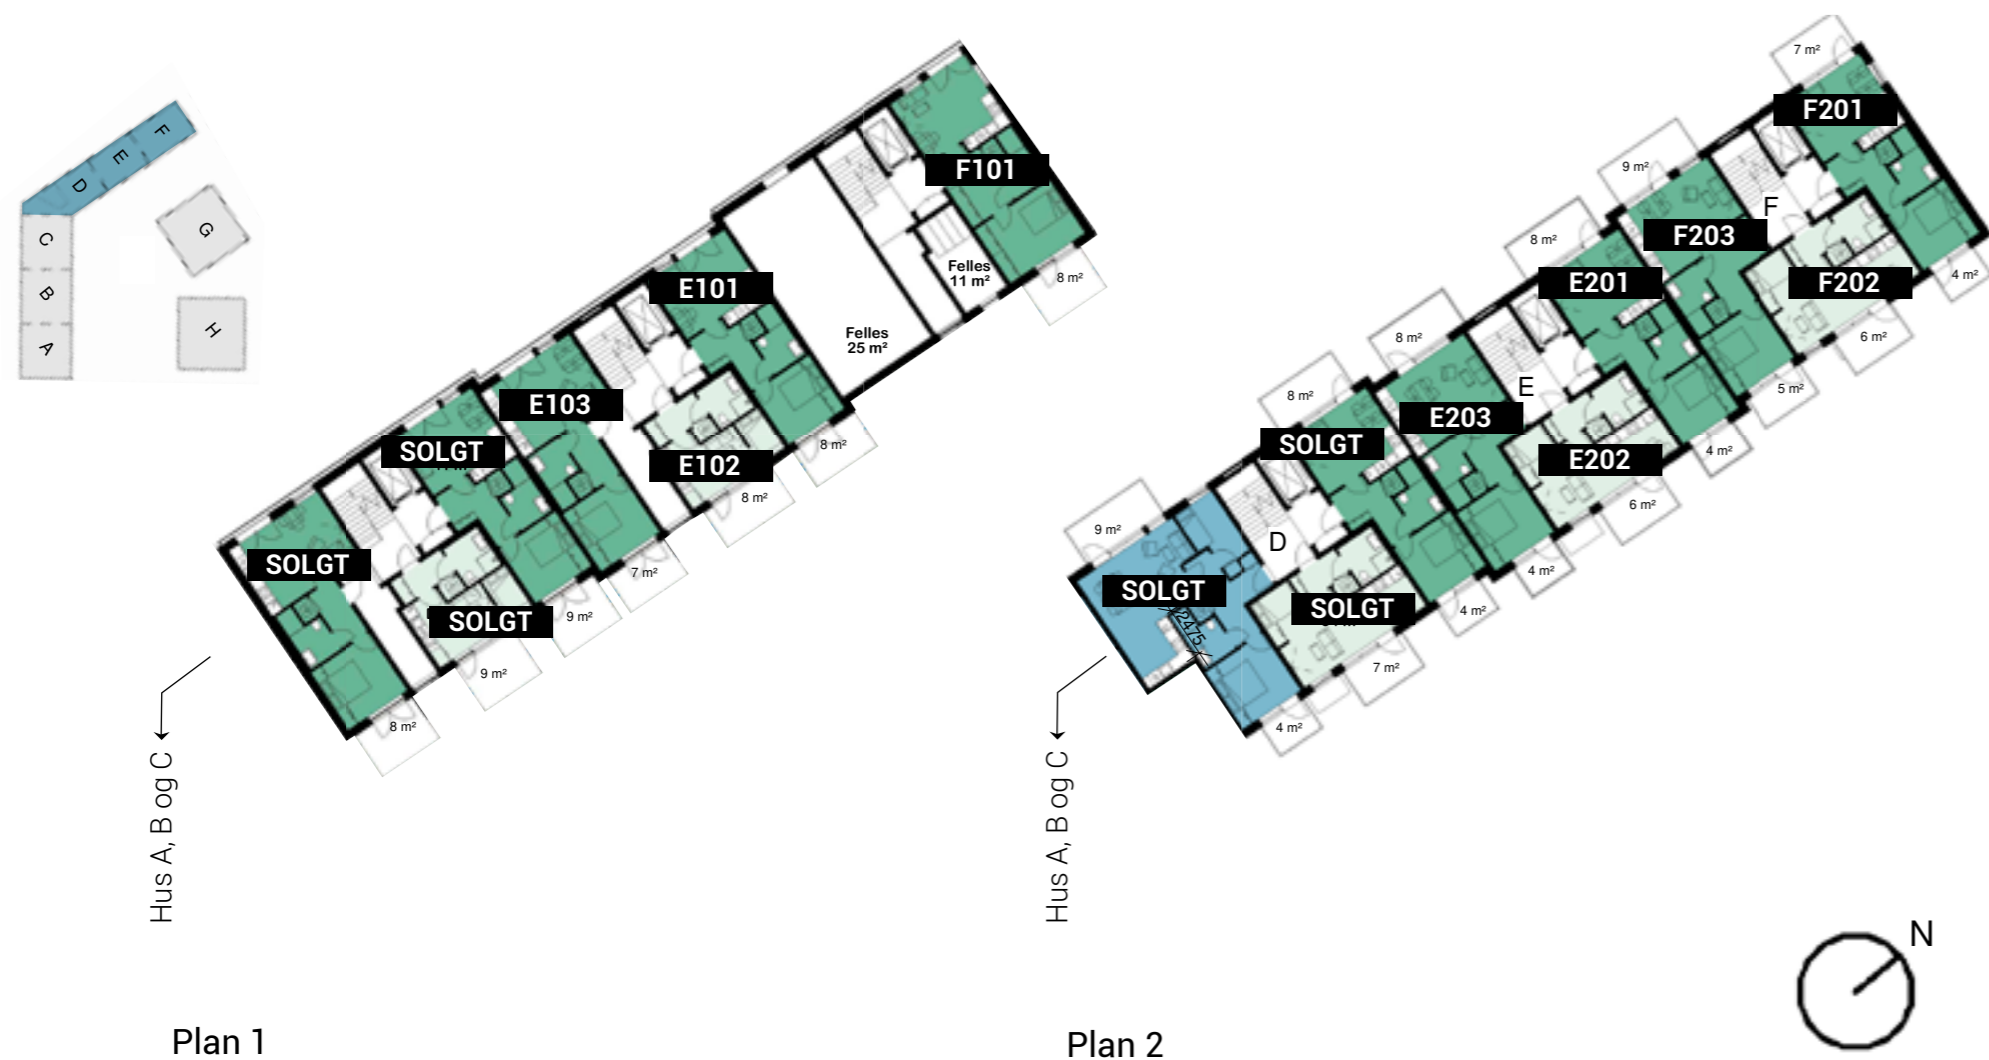 F
E
D
C
B
A
G
H
F101
Felles
11 m²
8 m²
E101
Felles
25 m²
E103
E102
8 m²
8 m²
SOLGT
7 m²
SOLGT
SOLGT
9 m²
9 m²
8 m²
Hus A, B og C
Plan 1
7 m²
F201
9 m²
F
F203
F202
4 m²
8 m²
E201
6 m²
5 m²
8 m²
E
E203
E202
4 m²
8 m²
SOLGT
6 m²
4 m²
9 m²
D
SOLGT
2475
SOLGT
4 m²
7 m²
4 m²
Hus A, B og C
Plan 2
N